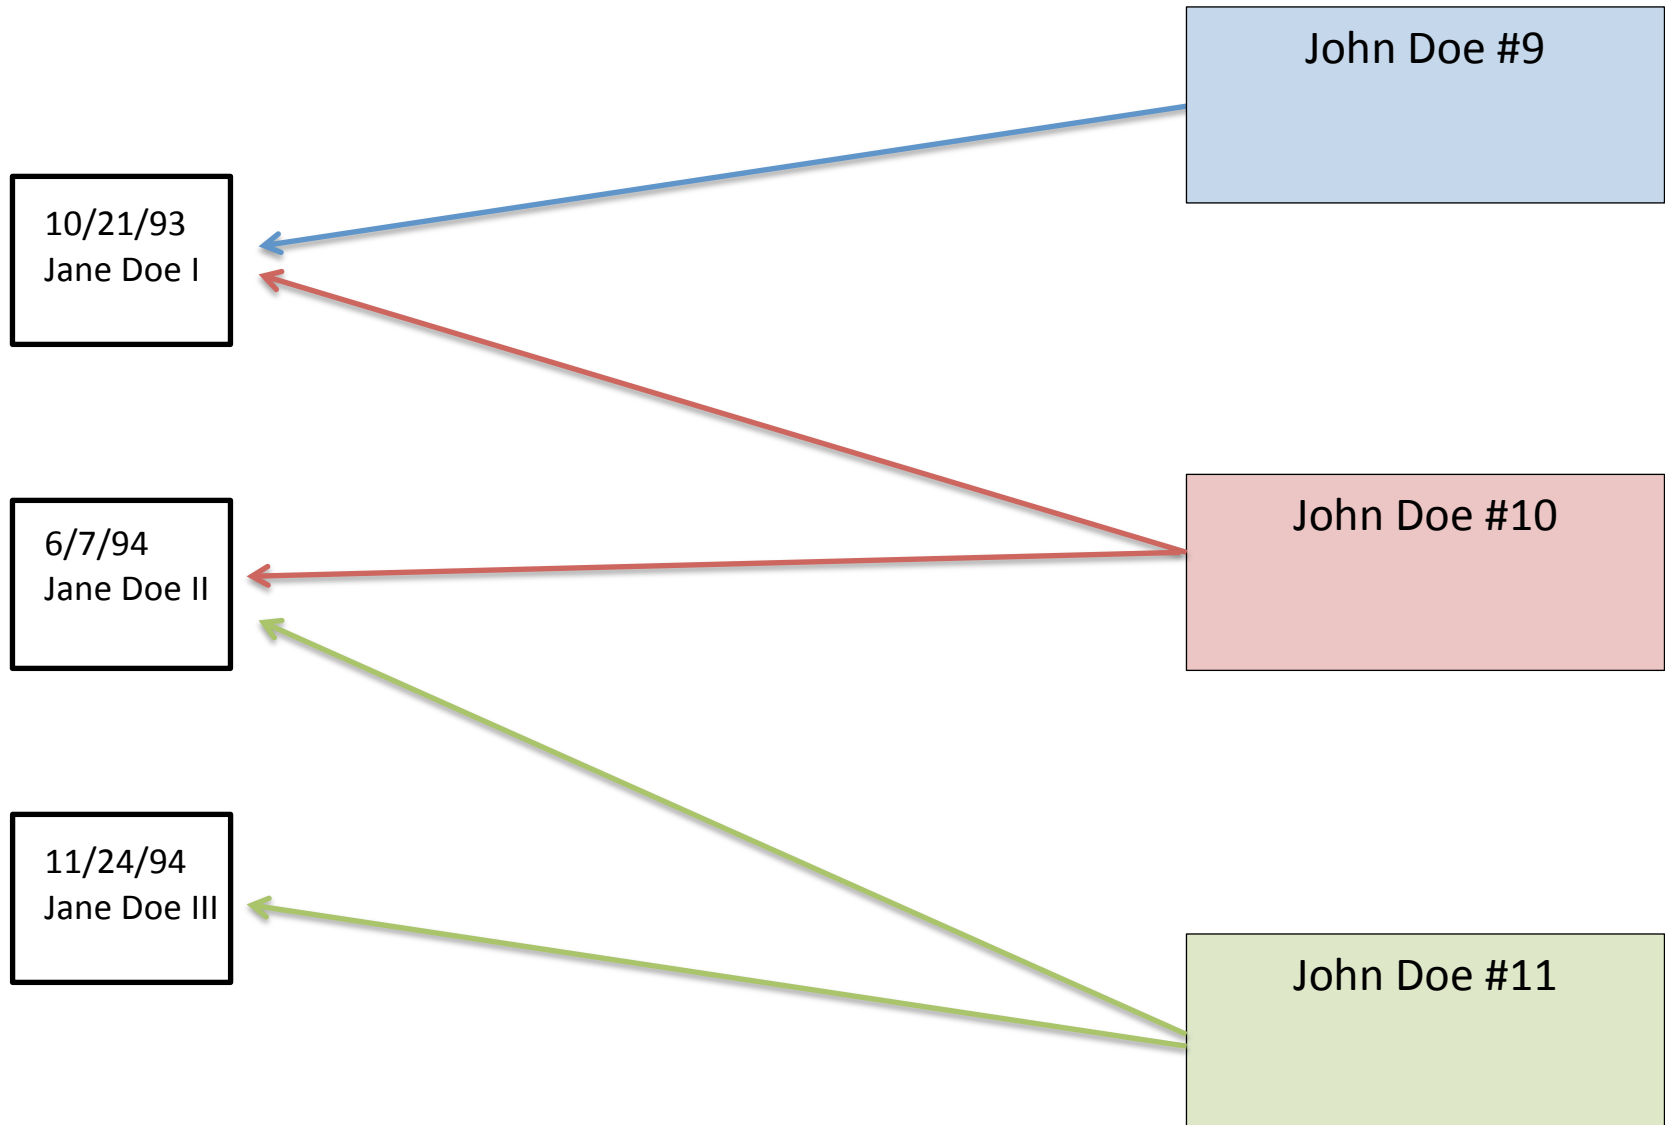 John Doe #9
10/21/93
Jane Doe I
John Doe #10
6/7/94
Jane Doe II
11/24/94
Jane Doe III
John Doe #11